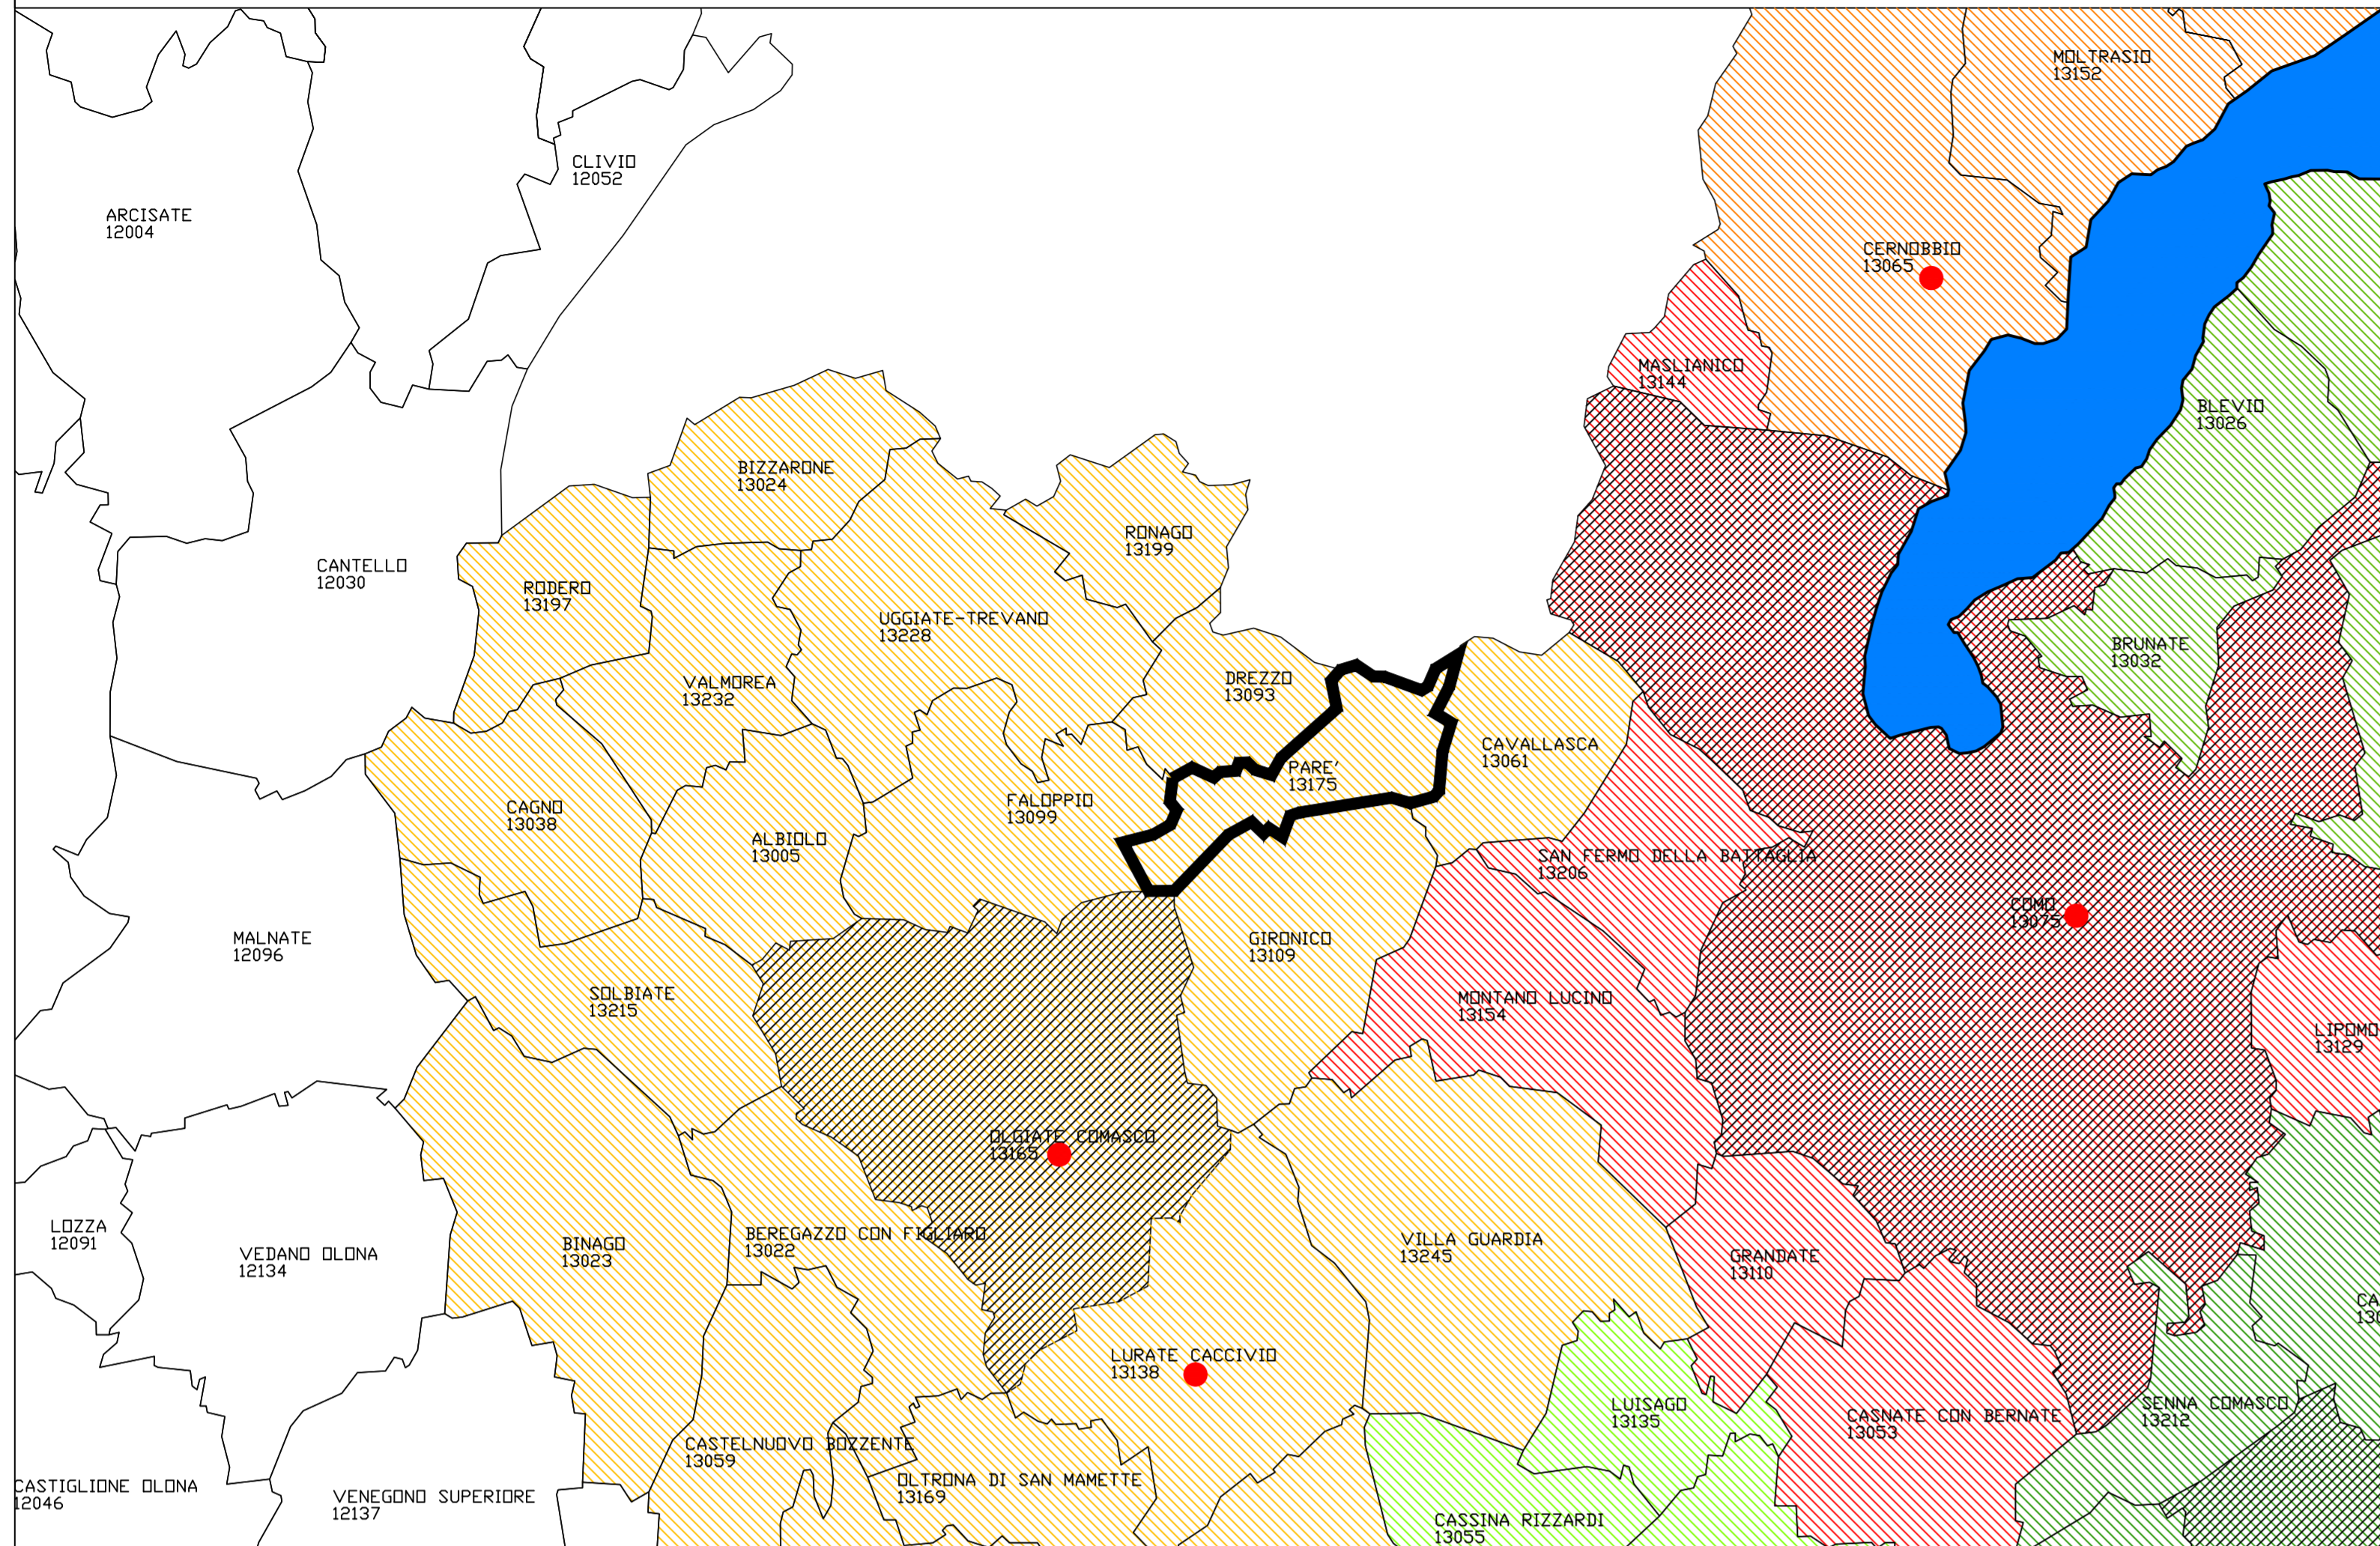 MOLTRASIO
13152
CLIVIO
12052
ARCISATE
12004
CERNOBBIO
13065
MASLIANICO
13144
BLEVIO
13026
BIZZARONE
13024
RONAGO
13199
CANTELLO
12030
RODERO
13197
UGGIATE-TREVANO
13228
BRUNATE
13032
VALMOREA
13232
DREZZO
13093
CAVALLASCA
13061
PARE'
13175
CAGNO
13038
FALOPPIO
13099
ALBIOLO
13005
SAN FERMO DELLA BATTAGLIA
13206
COMO
13075
MALNATE
12096
GIRONICO
13109
SOLBIATE
13215
MONTANO LUCINO
13154
LIPOMO
13129
OLGIATE COMASCO
13165
LOZZA
12091
VEDANO OLONA
12134
BINAGO
13023
BEREGAZZO CON FIGLIARO
13022
VILLA GUARDIA
13245
GRANDATE
13110
CA
LURATE CACCIVIO
13138
LUISAGO
13135
CASNATE CON BERNATE
13053
SENNA COMASCO
13212
CASTELNUOVO BOZZENTE
13059
OLTRONA DI SAN MAMETTE
13169
CASTIGLIONE OLONA
12046
VENEGONO SUPERIORE
12137
CASSINA RIZZARDI
13055